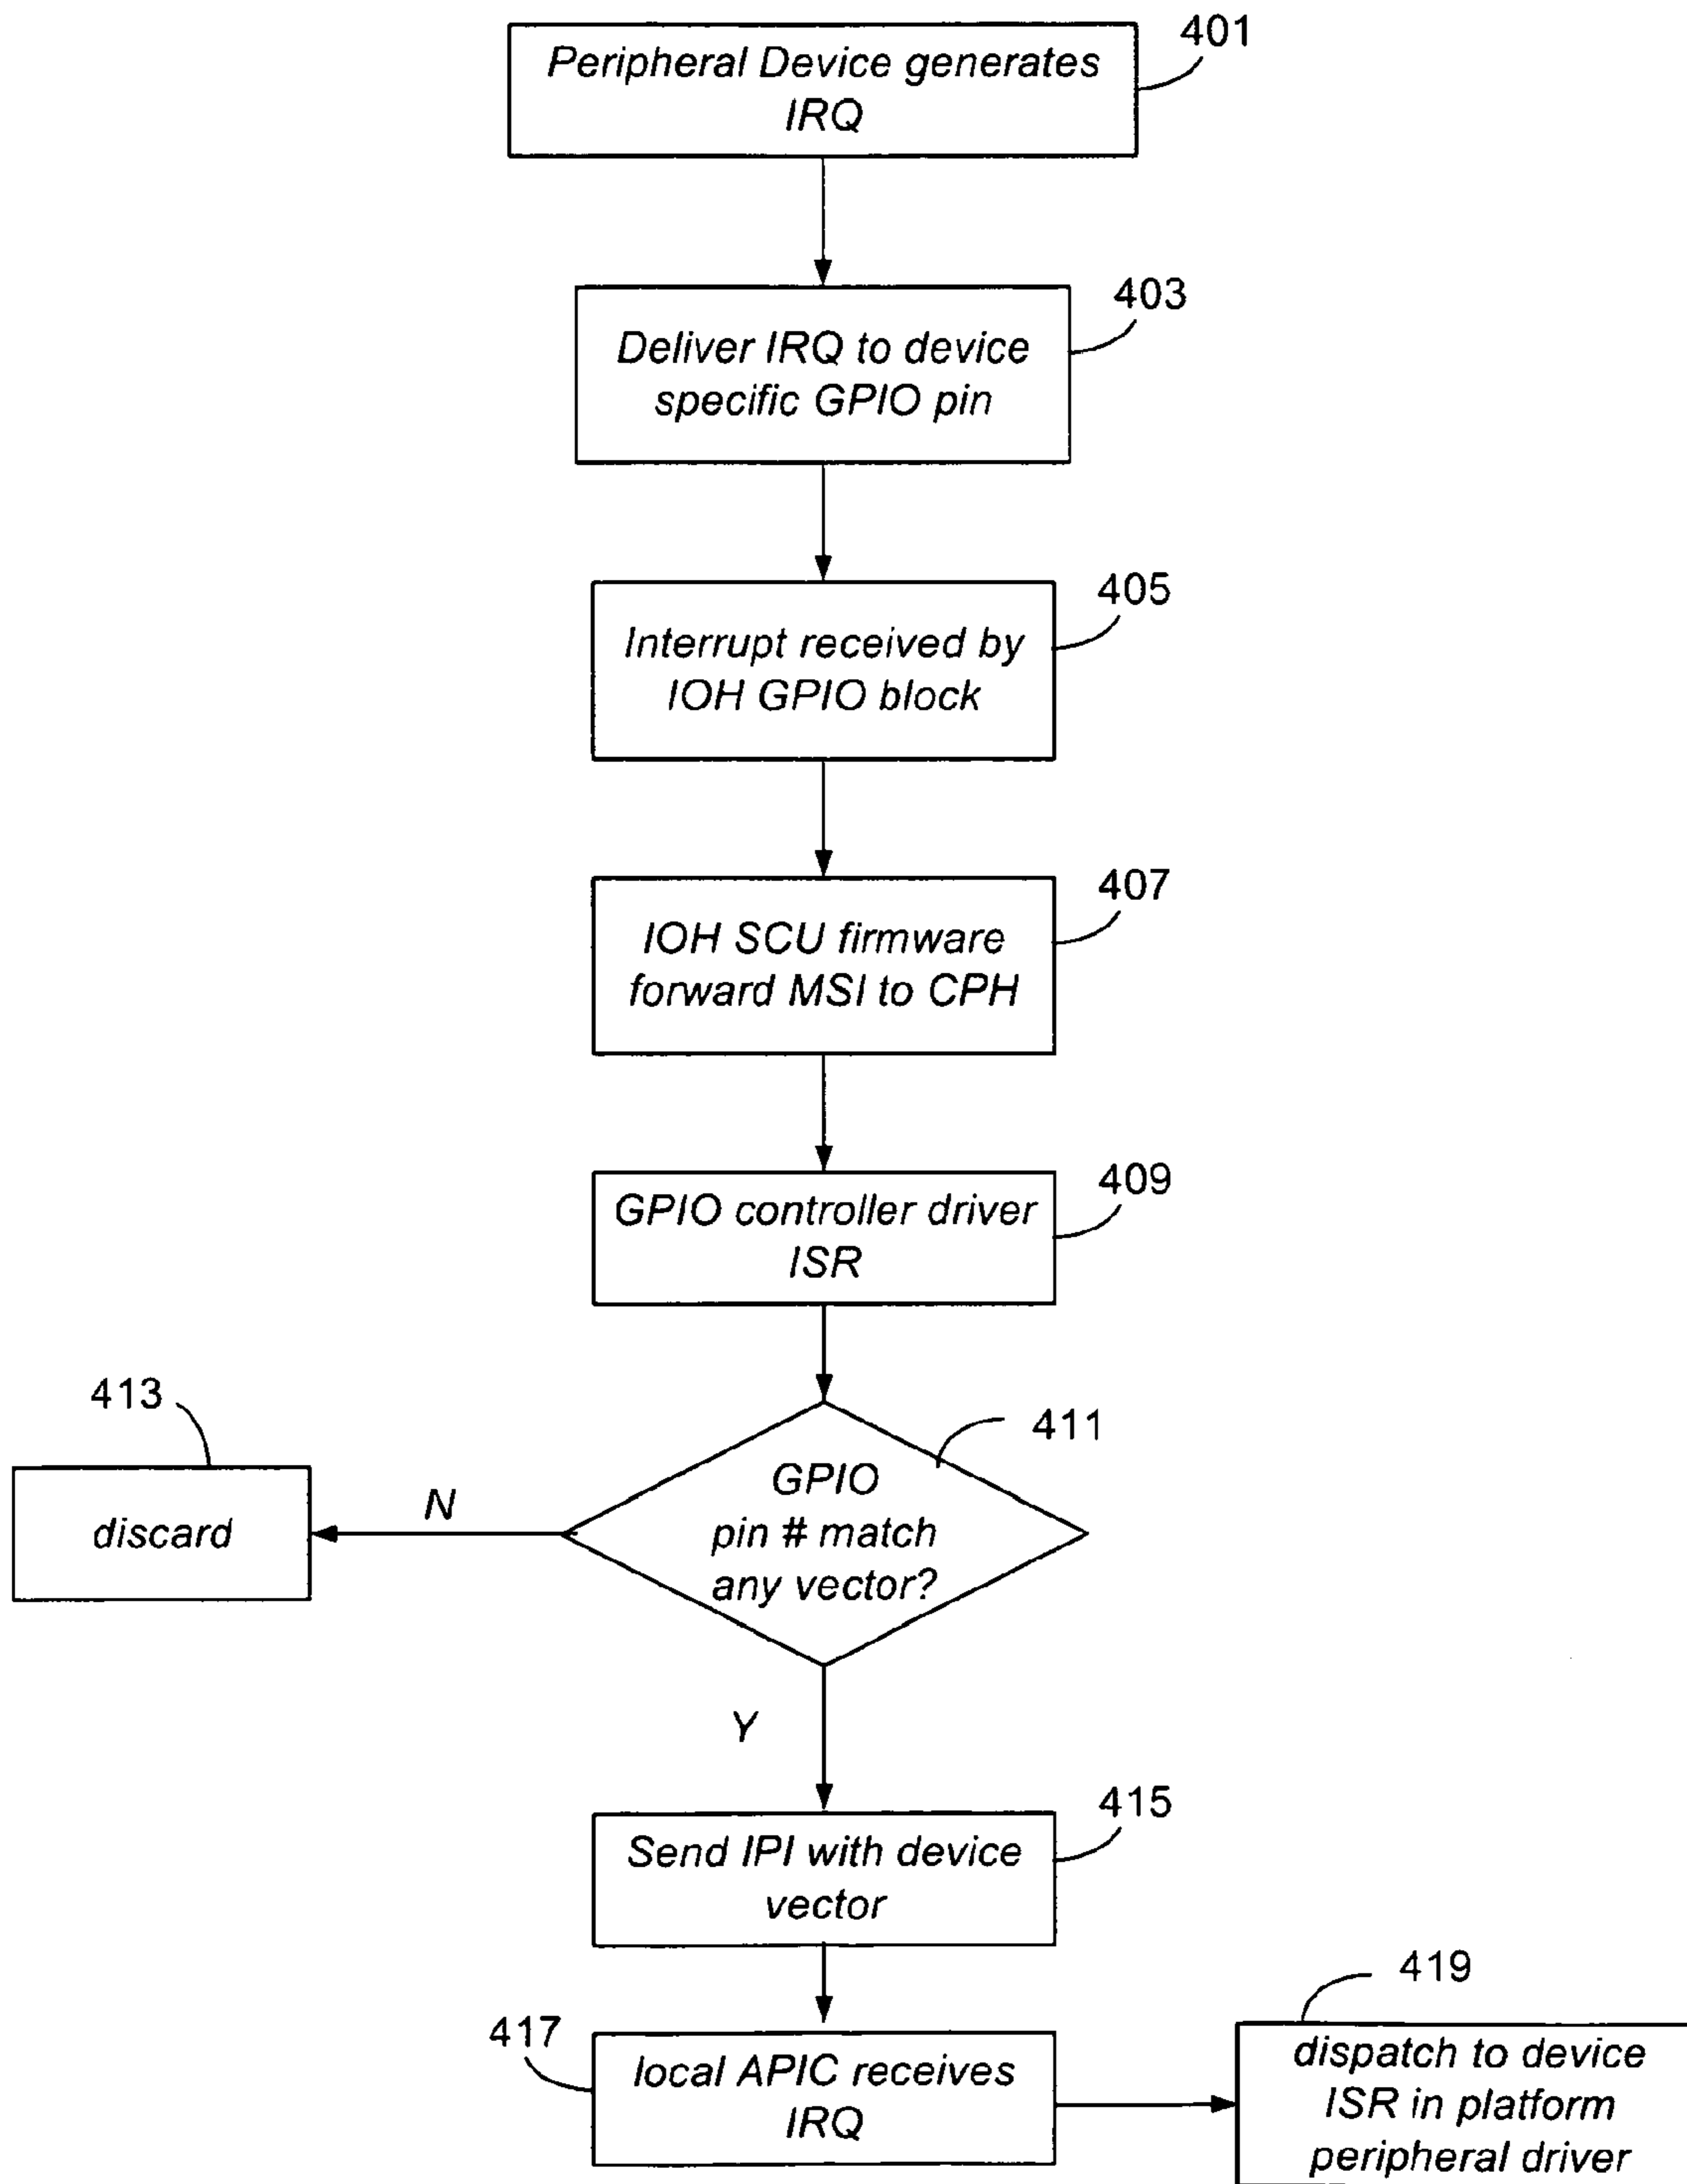 401
Peripheral Device generates
IRQ
403
Deliver IRQ to device
specific GPIO pin
405
Interrupt received by
IOH GPIO block
407
IOH SCU firmware
forward MSI to CPH
409
GPIO controller driver
ISR
411
GPIO
pin # match
any vector?
413
N
discard
Y
415
Send IPI with device
vector
417
local APIC receives
IRQ
419
dispatch to device
ISR in platform
peripheral driver